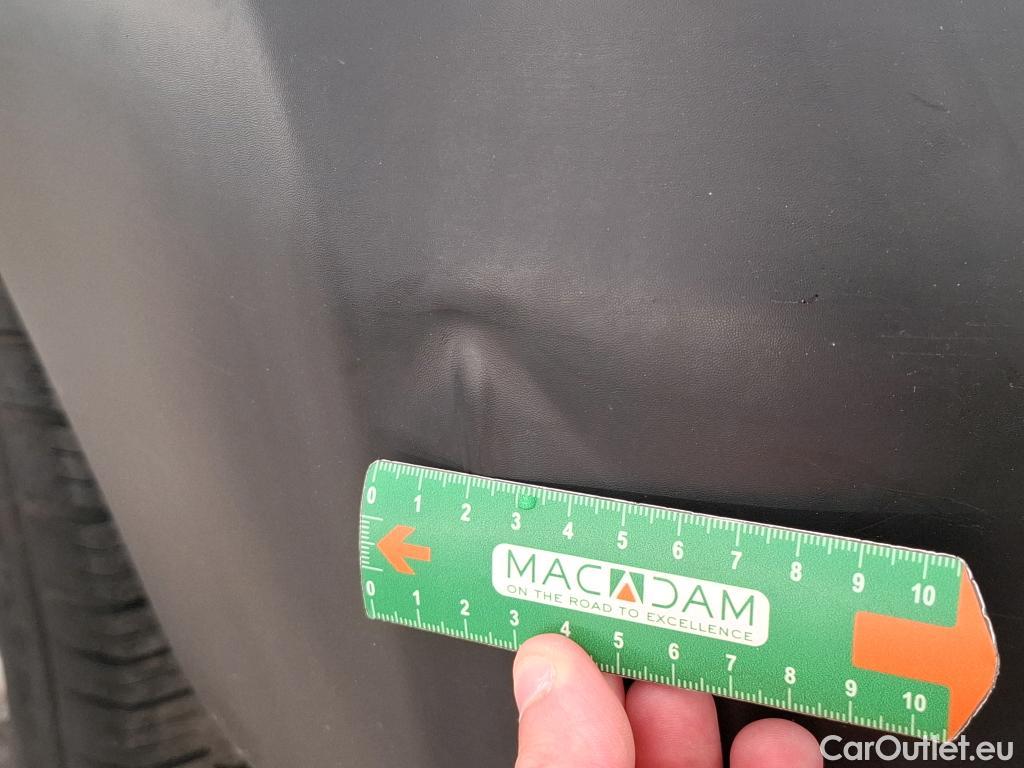 0 1 2 3 4 5 6 7 8 9 10
MACADAM
ON THE ROAD TO EXCELLENCE
0 1 2 3 4 5 6 7 8 9 10
CarOutlet.eu